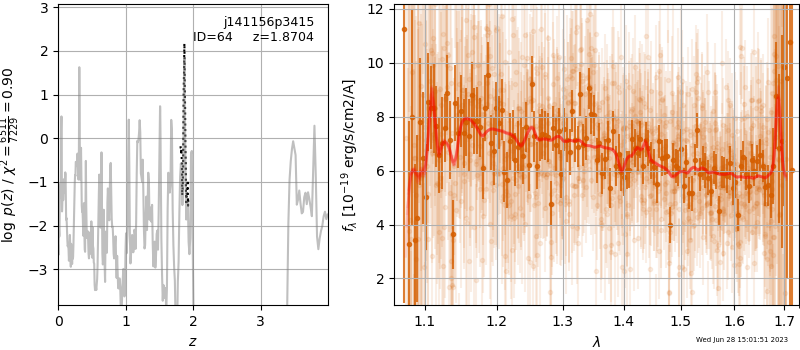 j141156p3415
ID=64 z=1.8704
log p(z) / χ² = 6511/7229 = 0.90
3
2
1
0
−1
−2
−3
0 1 2 3
z
fλ [10⁻¹⁹ erg/s/cm2/A]
12
10
8
6
4
2
1.1 1.2 1.3 1.4 1.5 1.6 1.7
λ
Wed Jun 28 15:01:51 2023